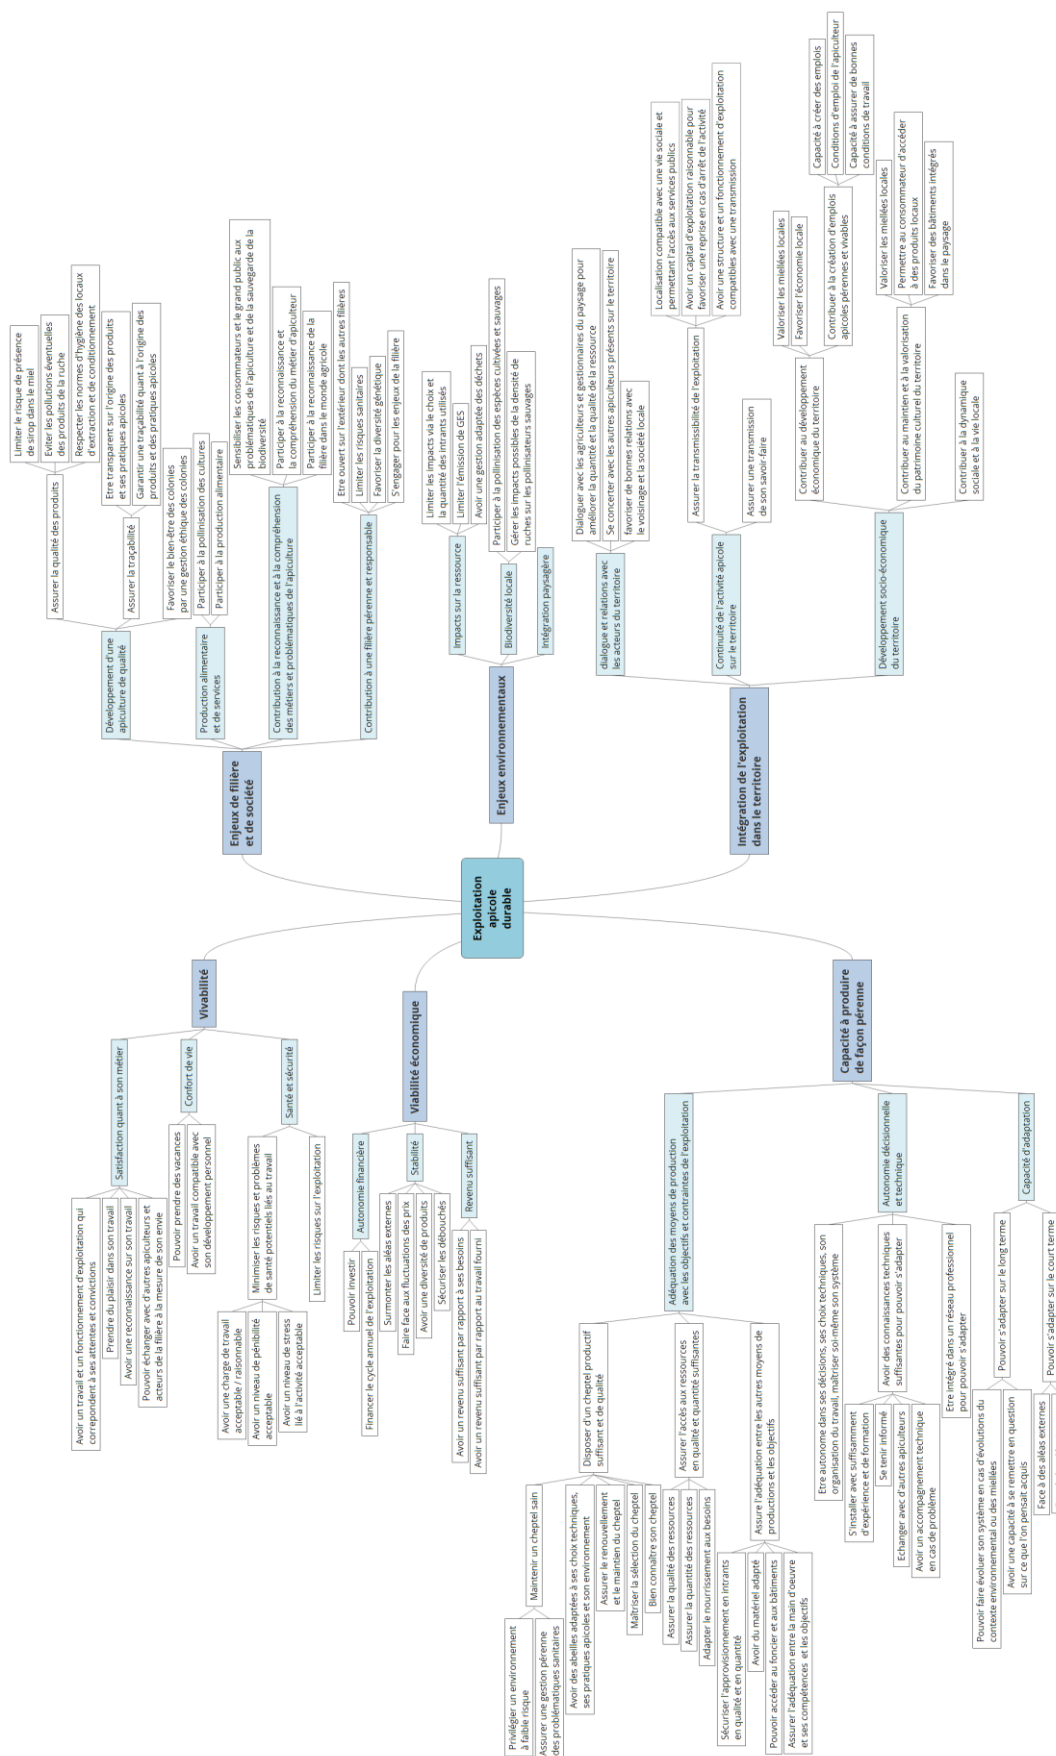 Exploitation
apicole
durable
Vivabilité
Satisfaction quant à son métier
Avoir un travail et un fonctionnement d'exploitation qui
correpondent à ses attentes et convictions
Prendre du plaisir dans son travail
Avoir une reconnaissance sur son travail
Pouvoir échanger avec d'autres apiculteurs et
acteurs de la filière à la mesure de son envie
Confort de vie
Pouvoir prendre des vacances
Avoir un travail compatible avec
son développement personnel
Santé et sécurité
Minimiser les risques et problèmes
de santé potentiels liés au travail
Avoir une charge de travail
acceptable / raisonnable
Avoir un niveau de pénibilité
acceptable
Avoir un niveau de stress
lié à l'activité acceptable
Limiter les risques sur l'exploitation
Viabilité économique
Autonomie financière
Pouvoir investir
Financer le cycle annuel de l'exploitation
Stabilité
Surmonter les aléas externes
Faire face aux fluctuations des prix
Avoir une diversité de produits
Sécuriser les débouchés
Revenu suffisant
Avoir un revenu suffisant par rapport à ses besoins
Avoir un revenu suffisant par rapport au travail fourni
Capacité à produire
de façon pérenne
Adéquation des moyens de production
avec les objectifs et contraintes de l'exploitation
Disposer d'un cheptel productif
suffisant et de qualité
Maintenir un cheptel sain
Privilégier un environnement
à faible risque
Assurer une gestion pérenne
des problématiques sanitaires
Avoir des abeilles adaptées à ses choix techniques,
ses pratiques apicoles et son environnement
Assurer le renouvellement
et le maintien du cheptel
Maîtriser la sélection du cheptel
Bien connaître son cheptel
Assurer l'accès aux ressources
en qualité et quantité suffisantes
Assurer la qualité des ressources
Assurer la quantité des ressources
Adapter le nourrissement aux besoins
Assure l'adéquation entre les autres moyens de
productions et les objectifs
Sécuriser l'approvisionnement en intrants
en qualité et en quantité
Avoir du matériel adapté
Pouvoir accéder au foncier et aux bâtiments
Assurer l'adéquation entre la main d'oeuvre
et ses compétences et les objectifs
Autonomie décisionnelle
et technique
Etre autonome dans ses décisions, ses choix techniques, son
organisation du travail, maîtriser soi-même son système
Avoir des connaissances techniques
suffisantes pour pouvoir s'adapter
S'installer avec suffisamment
d'expérience et de formation
Se tenir informé
Echanger avec d'autres apiculteurs
Avoir un accompagnement technique
en cas de problème
Etre intégré dans un réseau professionnel
pour pouvoir s'adapter
Capacité d'adaptation
Pouvoir s'adapter sur le long terme
Pouvoir faire évoluer son système en cas d'évolutions du
contexte environnemental ou des miellées
Avoir une capacité à se remettre en question
sur ce que l'on pensait acquis
Pouvoir s'adapter sur le court terme
Face à des aléas externes
Enjeux de filière
et de société
Développement d'une
apiculture de qualité
Assurer la qualité des produits
Limiter le risque de présence
de sirop dans le miel
Eviter les pollutions éventuelles
des produits de la ruche
Respecter les normes d'hygiène des locaux
d'extraction et de conditionnement
Assurer la traçabilité
Etre transparent sur l'origine des produits
et ses pratiques apicoles
Garantir une traçabilité quant à l'origine des
produits et des pratiques apicoles
Favoriser le bien-être des colonies
par une gestion éthique des colonies
Production alimentaire
et de services
Participer à la pollinisation des cultures
Participer à la production alimentaire
Contribution à la reconnaissance et à la compréhension
des métiers et problématiques de l'apiculture
Sensibiliser les consommateurs et le grand public aux
problématiques de l'apiculture et de la sauvegarde de la
biodiversité
Participer à la reconnaissance et
la compréhension du métier d'apiculteur
Participer à la reconnaissance de la
filière dans le monde agricole
Contribution à une filière pérenne et responsable
Etre ouvert sur l'extérieur dont les autres filières
Limiter les risques sanitaires
Favoriser la diversité génétique
S'engager pour les enjeux de la filière
Enjeux environnementaux
Impacts sur la ressource
Limiter les impacts via le choix et
la quantité des intrants utilisés
Limiter l'émission de GES
Avoir une gestion adaptée des déchets
Biodiversité locale
Participer à la pollinisation des espèces cultivées et sauvages
Gérer les impacts possibles de la densité de
ruches sur les pollinisateurs sauvages
Intégration paysagère
Intégration de l'exploitation
dans le territoire
dialogue et relations avec
les acteurs du territoire
Dialoguer avec les agriculteurs et gestionnaires du paysage pour
améliorer la quantité et la qualité de la ressource
Se concerter avec les autres apiculteurs présents sur le territoire
favoriser de bonnes relations avec
le voisinage et la société locale
Continuité de l'activité apicole
sur le territoire
Assurer la transmissibilité de l'exploitation
Localisation compatible avec une vie sociale et
permettant l'accès aux services publics
Avoir un capital d'exploitation raisonnable pour
favoriser une reprise en cas d'arrêt de l'activité
Avoir une structure et un fonctionnement d'exploitation
compatibles avec une transmission
Assurer une transmission
de son savoir-faire
Développement socio-économique
du territoire
Contribuer au développement
économique du territoire
Valoriser les miellées locales
Favoriser l'économie locale
Contribuer à la création d'emplois
apicoles pérennes et vivables
Capacité à créer des emplois
Conditions d'emploi de l'apiculteur
Capacité à assurer de bonnes
conditions de travail
Contribuer au maintien et à la valorisation
du patrimoine culturel du territoire
Valoriser les miellées locales
Permettre au consommateur d'accéder
à des produits locaux
Favoriser des bâtiments intégrés
dans le paysage
Contribuer à la dynamique
sociale et à la vie locale